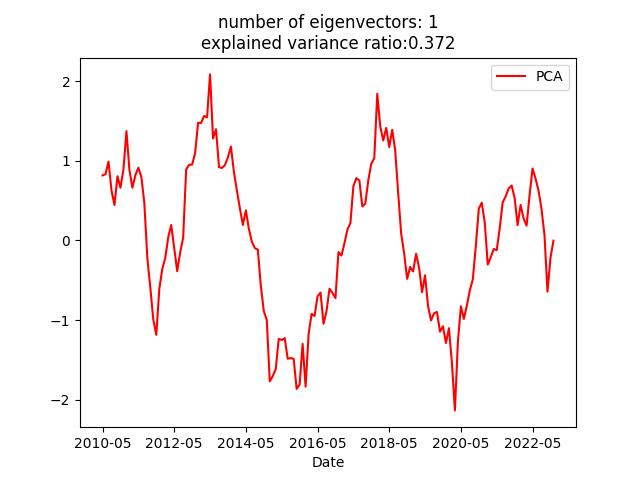 number of eigenvectors: 1
explained variance ratio:0.372
PCA
2
1
0
−1
−2
2010-05 2012-05 2014-05 2016-05 2018-05 2020-05 2022-05
Date